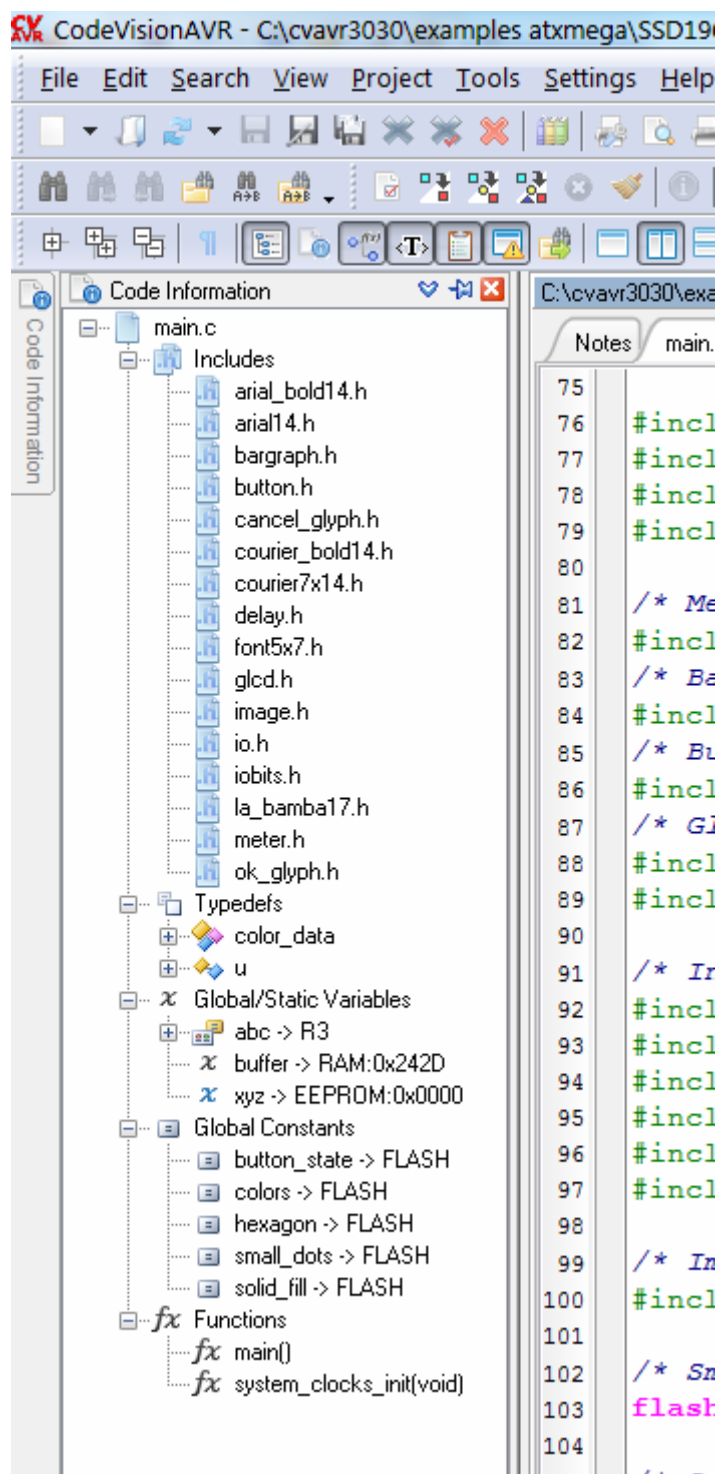 CodeVisionAVR - C:\cvavr3030\examples atxmega\SSD19
File Edit Search View Project Tools Settings Help
Code Information
Code Information
main.c
Includes
arial_bold14.h
arial14.h
bargraph.h
button.h
cancel_glyph.h
courier_bold14.h
courier7x14.h
delay.h
font5x7.h
glcd.h
image.h
io.h
iobits.h
la_bamba17.h
meter.h
ok_glyph.h
Typedefs
color_data
u
Global/Static Variables
abc -> R3
buffer -> RAM:0x242D
xyz -> EEPROM:0x0000
Global Constants
button_state -> FLASH
colors -> FLASH
hexagon -> FLASH
small_dots -> FLASH
solid_fill -> FLASH
Functions
main()
system_clocks_init(void)
C:\cvavr3030\exa
Notes main.
75
76 #incl
77 #incl
78 #incl
79 #incl
80
81 /* Me
82 #incl
83 /* Ba
84 #incl
85 /* Bu
86 #incl
87 /* Gl
88 #incl
89 #incl
90
91 /* In
92 #incl
93 #incl
94 #incl
95 #incl
96 #incl
97 #incl
98
99 /* In
100 #incl
101
102 /* Sm
103 flash
104